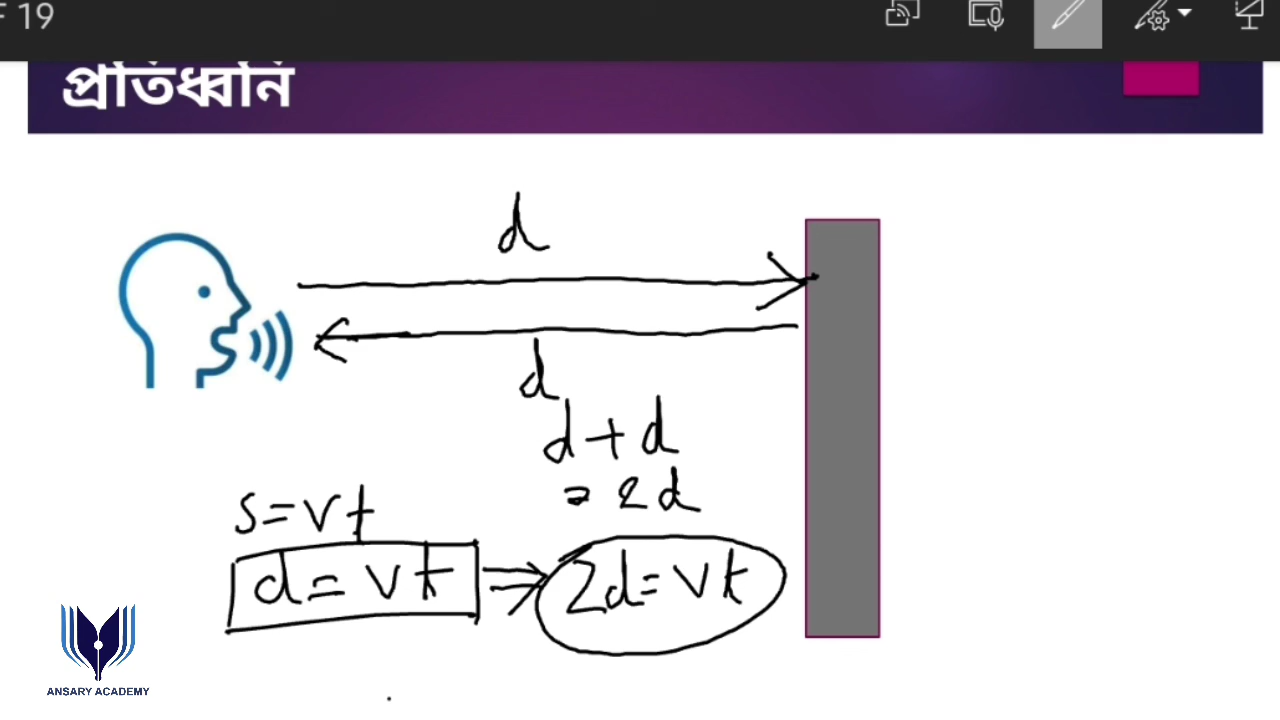 F 19
প্রতিধ্বনি
d
d
d+d
= 2d
s=vt
d=vt ⇒ 2d=vt
ANSARY ACADEMY